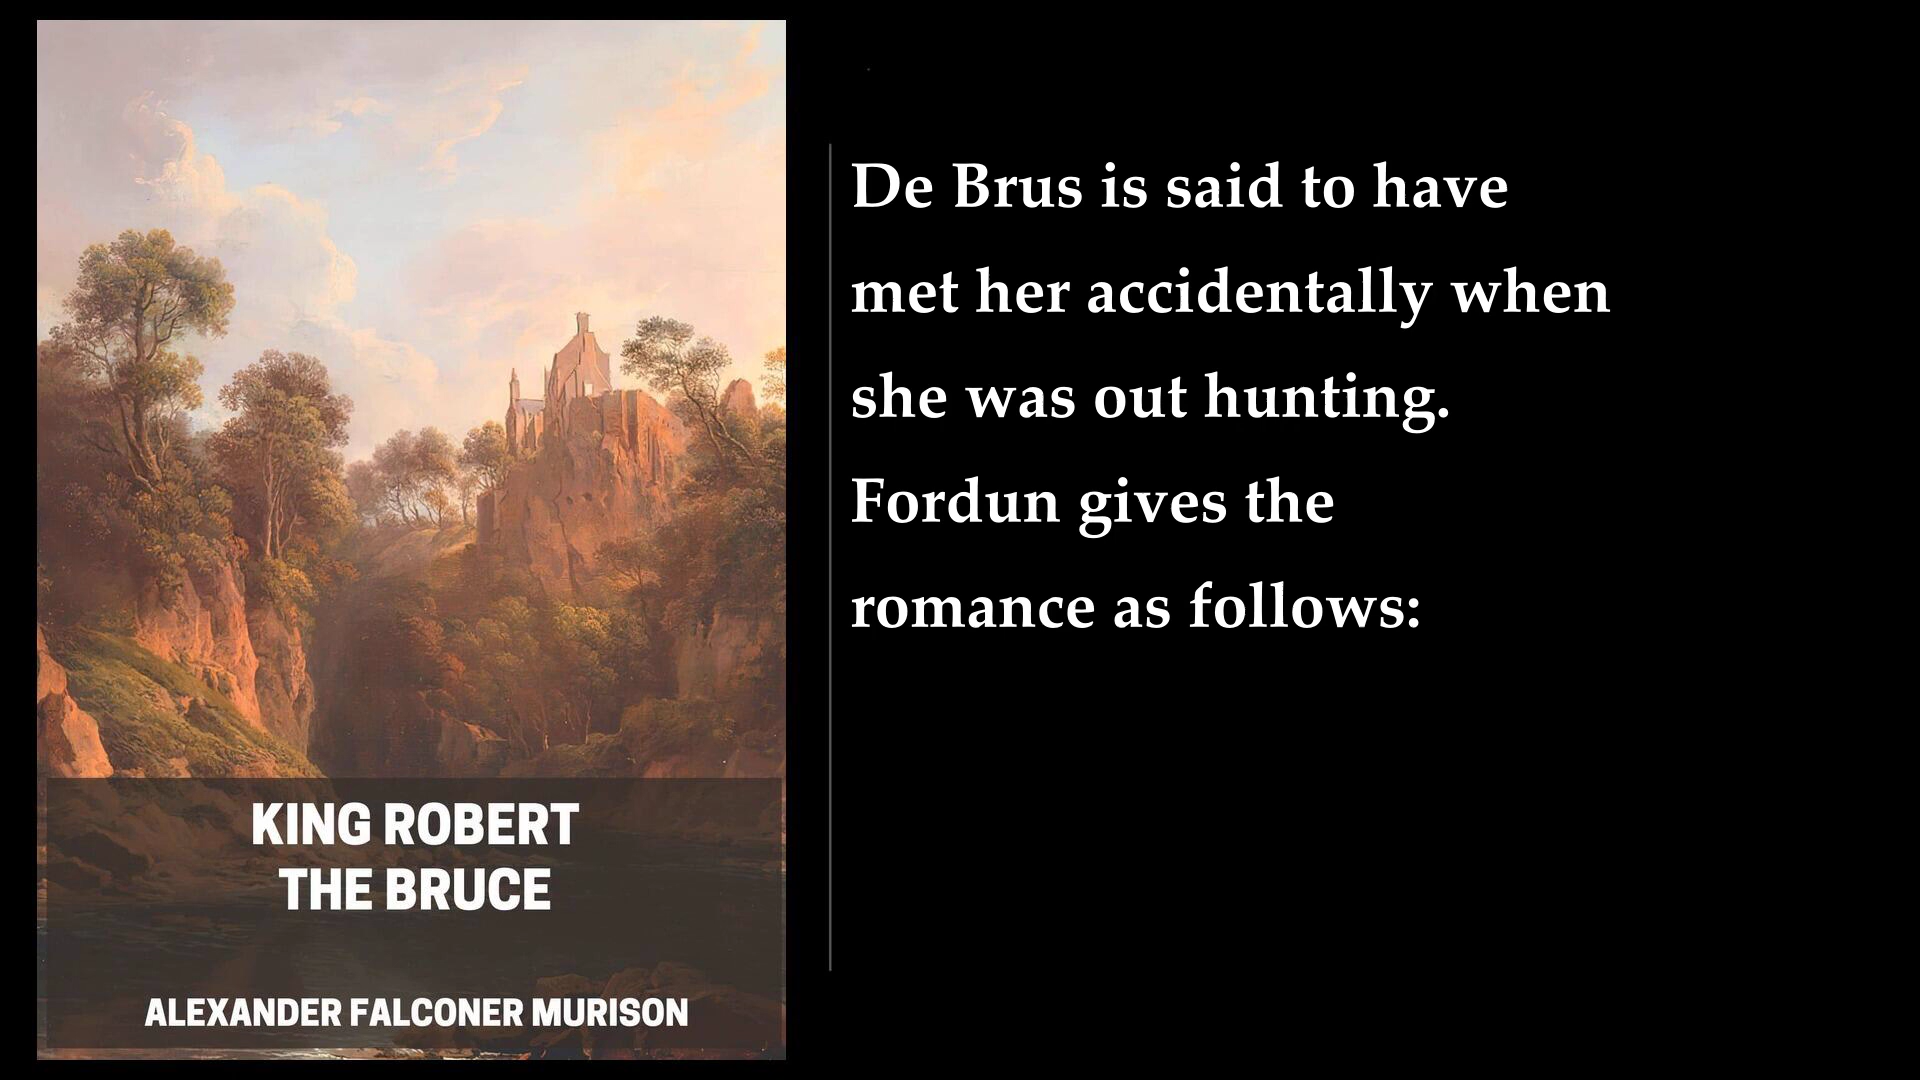 De Brus is said to have
met her accidentally when
she was out hunting.
Fordun gives the
romance as follows:
KING ROBERT
THE BRUCE
ALEXANDER FALCONER MURISON